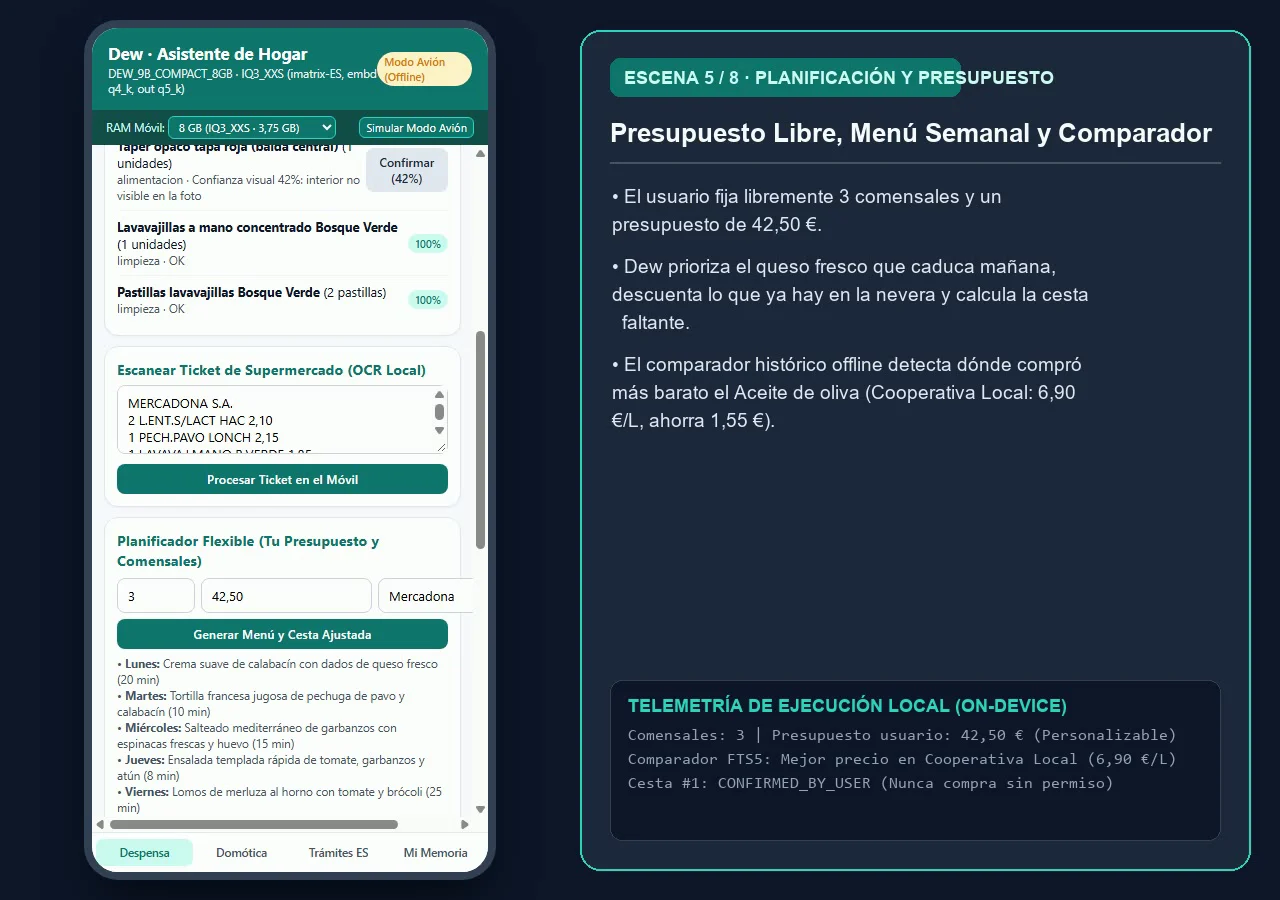 Dew · Asistente de Hogar
DEW_9B_COMPACT_8GB · IQ3_XXS (imatrix-ES, embd
q4_k, out q5_k)
Modo Avión
(Offline)
RAM Móvil:
8 GB (IQ3_XXS · 3,75 GB)
Simular Modo Avión
Taper opaco tapa roja (balda central) (1
unidades)
alimentacion · Confianza visual 42%: interior no
visible en la foto
Confirmar
(42%)
Lavavajillas a mano concentrado Bosque Verde
(1 unidades)
limpieza · OK
100%
Pastillas lavavajillas Bosque Verde (2 pastillas)
limpieza · OK
100%
Escanear Ticket de Supermercado (OCR Local)
MERCADONA S.A.
2 L.ENT.S/LACT HAC 2,10
1 PECH.PAVO LONCH 2,15
Procesar Ticket en el Móvil
Planificador Flexible (Tu Presupuesto y
Comensales)
3
42,50
Mercadona
Generar Menú y Cesta Ajustada
• Lunes: Crema suave de calabacín con dados de queso fresco
(20 min)
• Martes: Tortilla francesa jugosa de pechuga de pavo y
calabacín (10 min)
• Miércoles: Salteado mediterráneo de garbanzos con
espinacas frescas y huevo (15 min)
• Jueves: Ensalada templada rápida de tomate, garbanzos y
atún (8 min)
• Viernes: Lomos de merluza al horno con tomate y brócoli (25
min)
Despensa
Domótica
Trámites ES
Mi Memoria
ESCENA 5 / 8 · PLANIFICACIÓN Y PRESUPUESTO
Presupuesto Libre, Menú Semanal y Comparador
• El usuario fija libremente 3 comensales y un
presupuesto de 42,50 €.
• Dew prioriza el queso fresco que caduca mañana,
descuenta lo que ya hay en la nevera y calcula la cesta
faltante.
• El comparador histórico offline detecta dónde compró
más barato el Aceite de oliva (Cooperativa Local: 6,90
€/L, ahorra 1,55 €).
TELEMETRÍA DE EJECUCIÓN LOCAL (ON-DEVICE)
Comensales: 3 | Presupuesto usuario: 42,50 € (Personalizable)
Comparador FTS5: Mejor precio en Cooperativa Local (6,90 €/L)
Cesta #1: CONFIRMED_BY_USER (Nunca compra sin permiso)